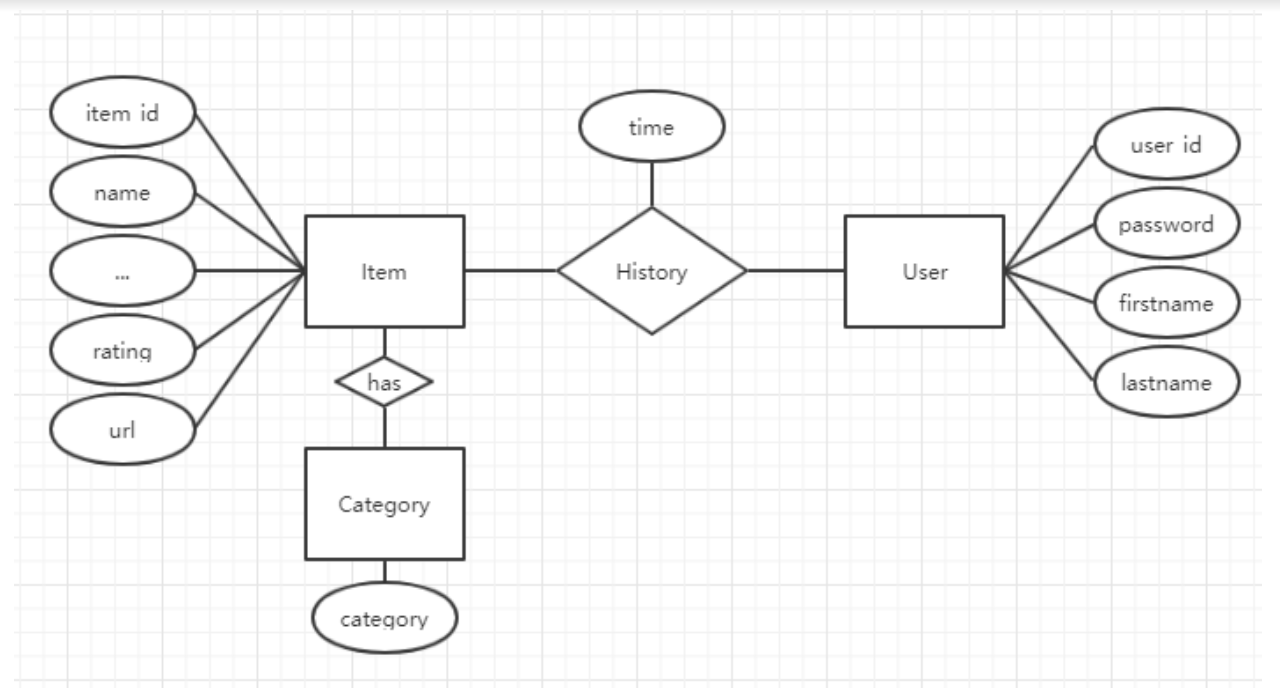 item id
name
...
rating
url
Item
has
Category
category
time
History
User
user id
password
firstname
lastname